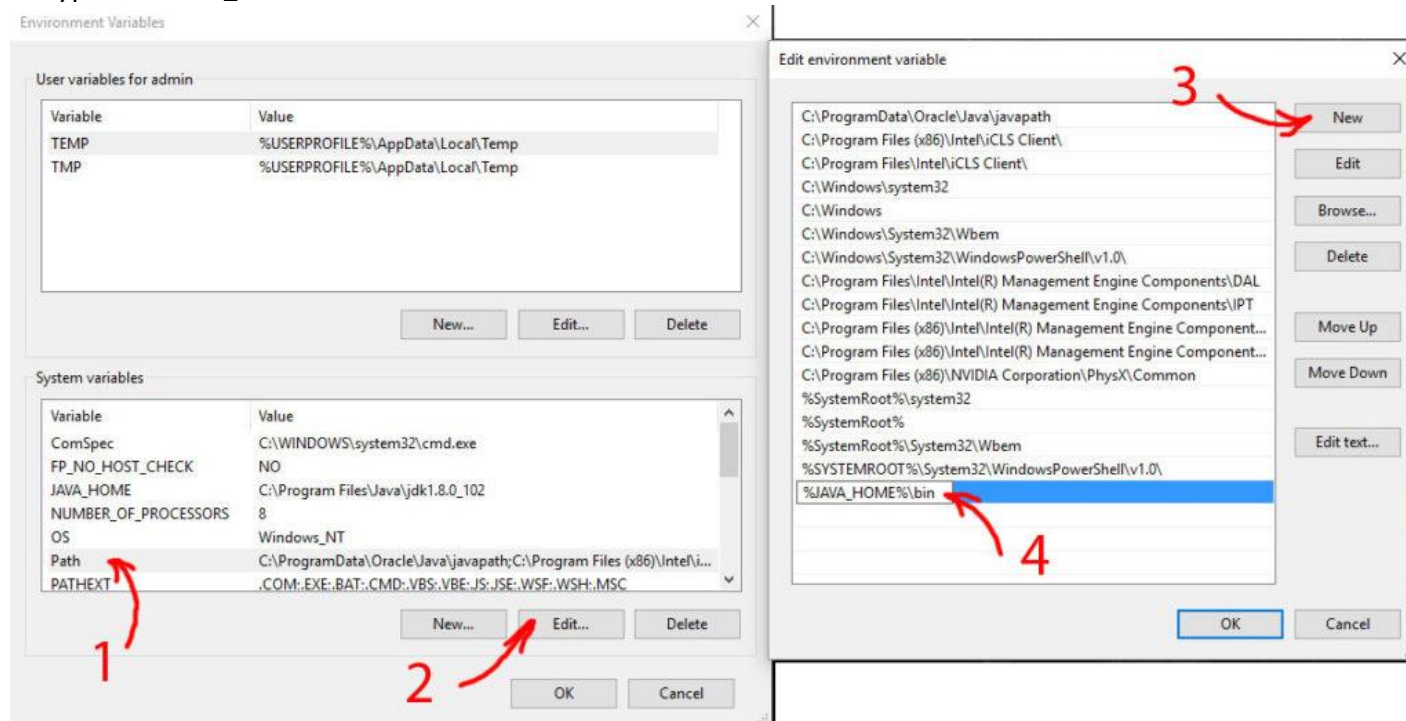 Environment Variables
User variables for admin
Variable Value
TEMP %USERPROFILE%\AppData\Local\Temp
TMP %USERPROFILE%\AppData\Local\Temp
New... Edit... Delete
System variables
Variable Value
ComSpec C:\WINDOWS\system32\cmd.exe
FP_NO_HOST_CHECK NO
JAVA_HOME C:\Program Files\Java\jdk1.8.0_102
NUMBER_OF_PROCESSORS 8
OS Windows_NT
Path C:\ProgramData\Oracle\Java\javapath;C:\Program Files (x86)\Intel\i...
PATHEXT .COM;.EXE;.BAT;.CMD;.VBS;.VBE;.JS;.JSE;.WSF;.WSH;.MSC
1
New... Edit... Delete
2
OK Cancel
Edit environment variable
3
C:\ProgramData\Oracle\Java\javapath New
C:\Program Files (x86)\Intel\iCLS Client\
C:\Program Files\Intel\iCLS Client\ Edit
C:\Windows\system32
C:\Windows Browse...
C:\Windows\System32\Wbem
C:\Windows\System32\WindowsPowerShell\v1.0\ Delete
C:\Program Files\Intel\Intel(R) Management Engine Components\DAL
C:\Program Files\Intel\Intel(R) Management Engine Components\IPT
C:\Program Files (x86)\Intel\Intel(R) Management Engine Component... Move Up
C:\Program Files (x86)\Intel\Intel(R) Management Engine Component...
C:\Program Files (x86)\NVIDIA Corporation\PhysX\Common Move Down
%SystemRoot%\system32
%SystemRoot%
%SystemRoot%\System32\Wbem Edit text...
%SYSTEMROOT%\System32\WindowsPowerShell\v1.0\
%JAVA_HOME%\bin
4
OK Cancel